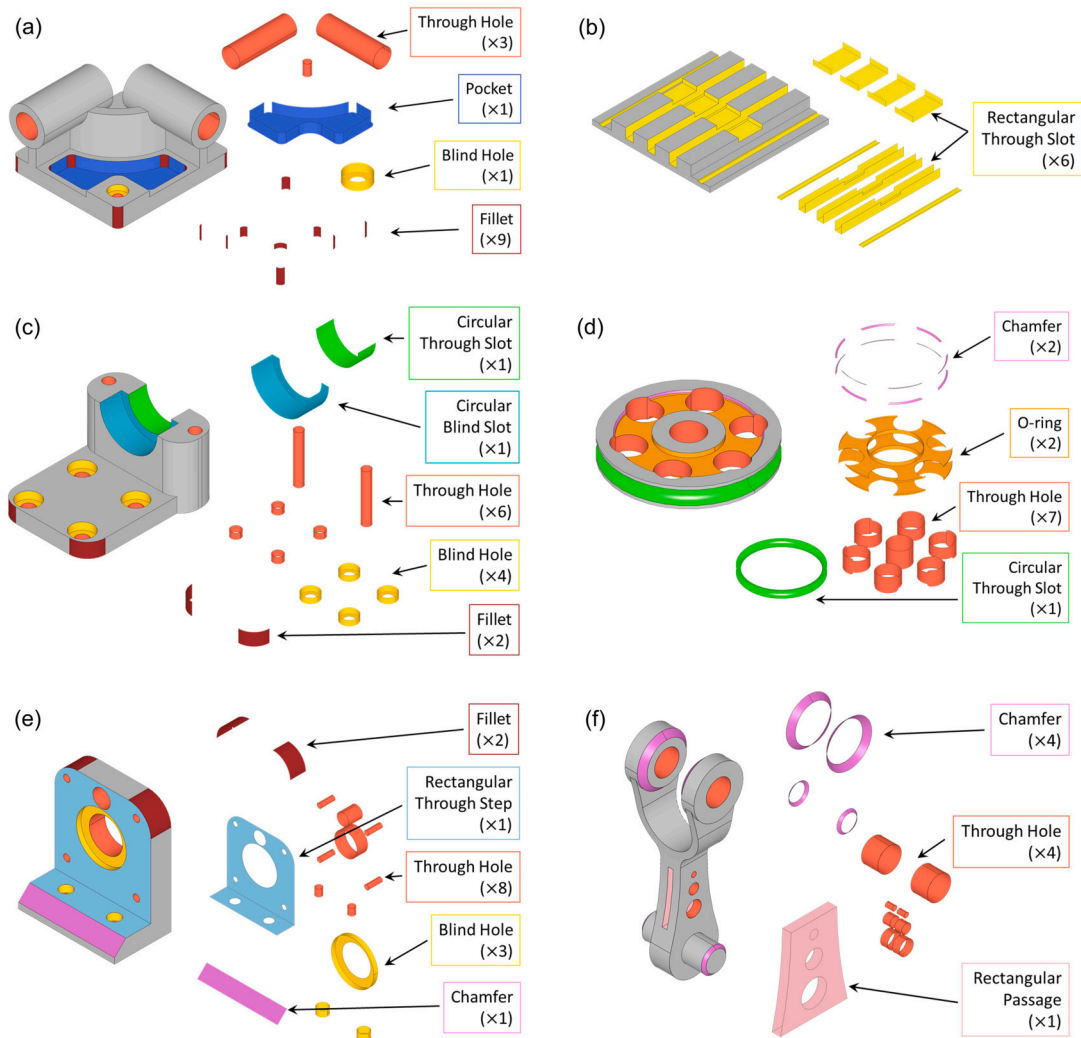 (a)
Through Hole
(×3)
Pocket
(×1)
Blind Hole
(×1)
Fillet
(×9)
(b)
Rectangular
Through Slot
(×6)
(c)
Circular
Through Slot
(×1)
Circular
Blind Slot
(×1)
Through Hole
(×6)
Blind Hole
(×4)
Fillet
(×2)
(d)
Chamfer
(×2)
O-ring
(×2)
Through Hole
(×7)
Circular
Through Slot
(×1)
(e)
Fillet
(×2)
Rectangular
Through Step
(×1)
Through Hole
(×8)
Blind Hole
(×3)
Chamfer
(×1)
(f)
Chamfer
(×4)
Through Hole
(×4)
Rectangular
Passage
(×1)